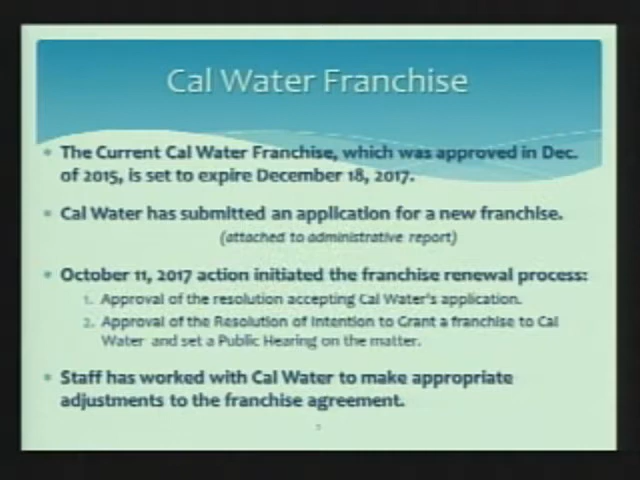 Cal Water Franchise
The Current Cal Water Franchise, which was approved in Dec.
of 2015, is set to expire December 18, 2017.
Cal Water has submitted an application for a new franchise.
(attached to administrative report)
October 11, 2017 action initiated the franchise renewal process:
1. Approval of the resolution accepting Cal Water's application.
2. Approval of the Resolution of Intention to Grant a franchise to Cal
Water and set a Public Hearing on the matter.
Staff has worked with Cal Water to make appropriate
adjustments to the franchise agreement.